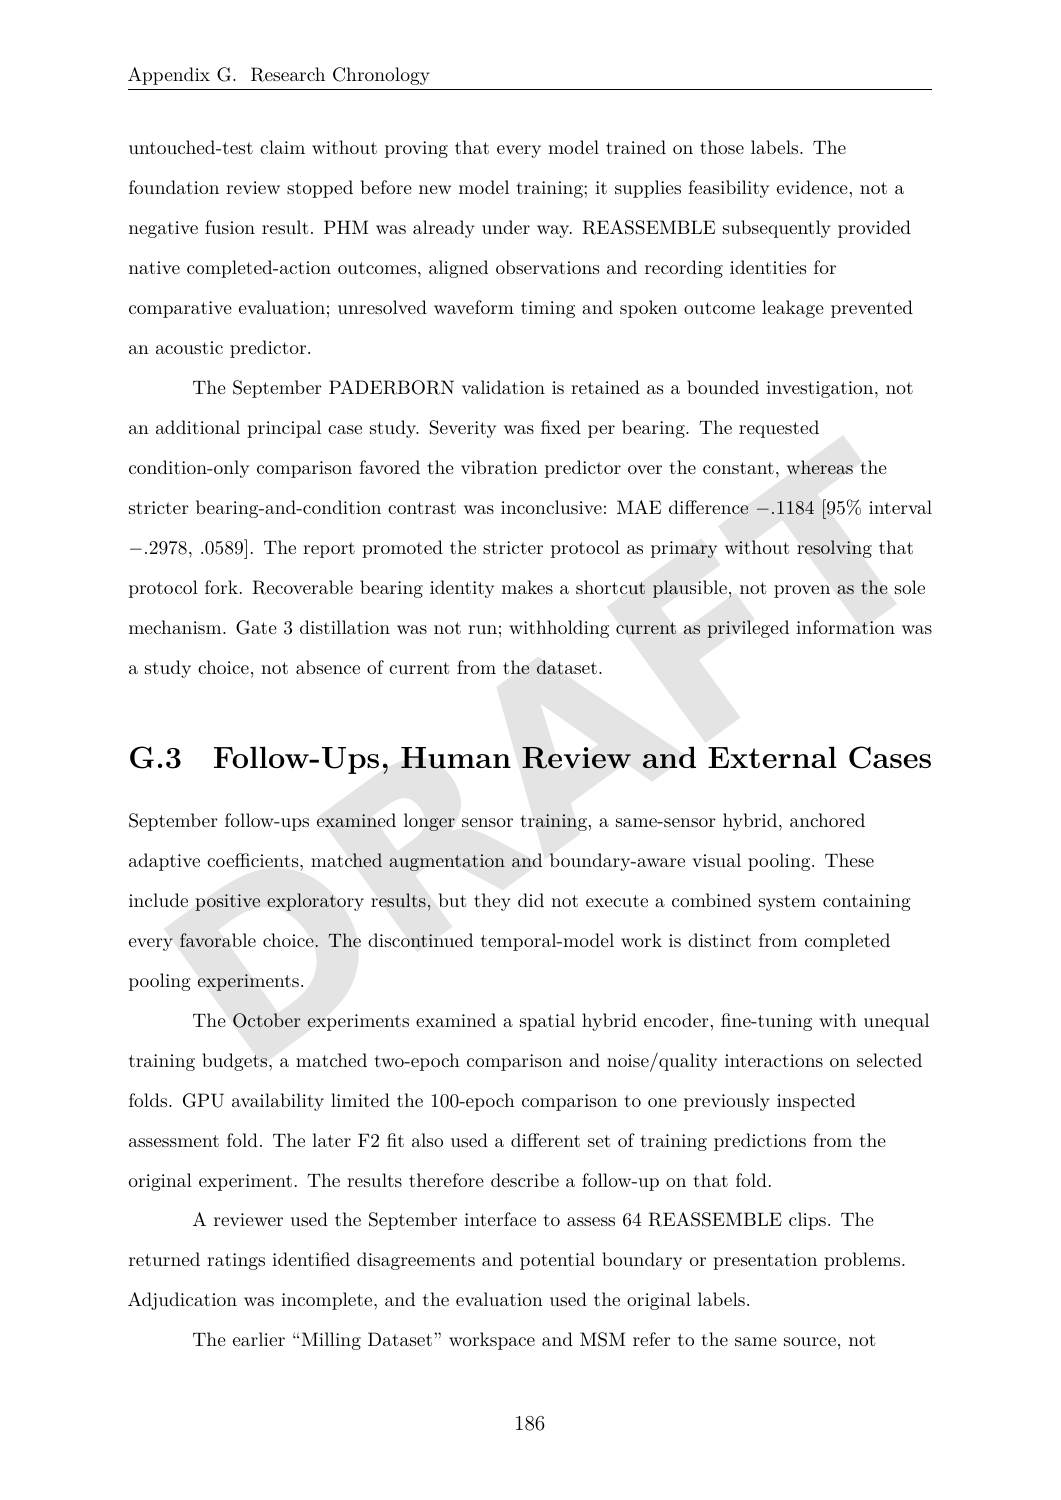 Appendix G. Research Chronology
untouched-test claim without proving that every model trained on those labels. The
foundation review stopped before new model training; it supplies feasibility evidence, not a
negative fusion result. PHM was already under way. REASSEMBLE subsequently provided
native completed-action outcomes, aligned observations and recording identities for
comparative evaluation; unresolved waveform timing and spoken outcome leakage prevented
an acoustic predictor.
The September PADERBORN validation is retained as a bounded investigation, not
an additional principal case study. Severity was fixed per bearing. The requested
condition-only comparison favored the vibration predictor over the constant, whereas the
stricter bearing-and-condition contrast was inconclusive: MAE difference −.1184 [95% interval
−.2978, .0589]. The report promoted the stricter protocol as primary without resolving that
protocol fork. Recoverable bearing identity makes a shortcut plausible, not proven as the sole
mechanism. Gate 3 distillation was not run; withholding current as privileged information was
a study choice, not absence of current from the dataset.
G.3 Follow-Ups, Human Review and External Cases
September follow-ups examined longer sensor training, a same-sensor hybrid, anchored
adaptive coefficients, matched augmentation and boundary-aware visual pooling. These
include positive exploratory results, but they did not execute a combined system containing
every favorable choice. The discontinued temporal-model work is distinct from completed
pooling experiments.
The October experiments examined a spatial hybrid encoder, fine-tuning with unequal
training budgets, a matched two-epoch comparison and noise/quality interactions on selected
folds. GPU availability limited the 100-epoch comparison to one previously inspected
assessment fold. The later F2 fit also used a different set of training predictions from the
original experiment. The results therefore describe a follow-up on that fold.
A reviewer used the September interface to assess 64 REASSEMBLE clips. The
returned ratings identified disagreements and potential boundary or presentation problems.
Adjudication was incomplete, and the evaluation used the original labels.
The earlier “Milling Dataset” workspace and MSM refer to the same source, not
186
DRAFT